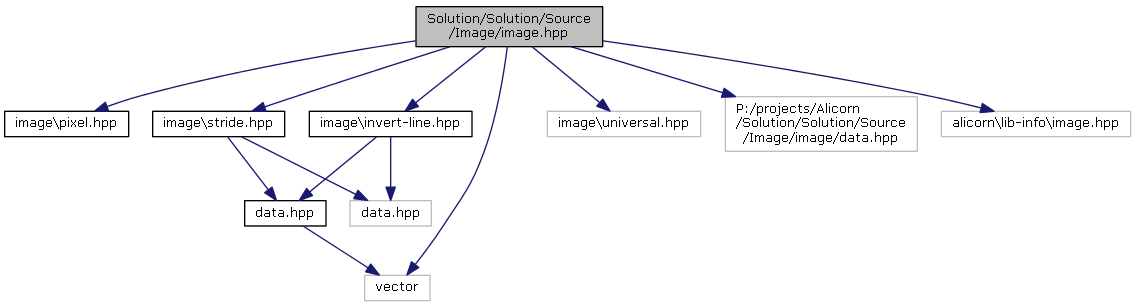 Solution/Solution/Source
/Image/image.hpp
image\pixel.hpp
image\stride.hpp
image\invert-line.hpp
image\universal.hpp
P:/projects/Alicorn
/Solution/Solution/Source
/Image/image/data.hpp
alicorn\lib-info\image.hpp
data.hpp
data.hpp
vector